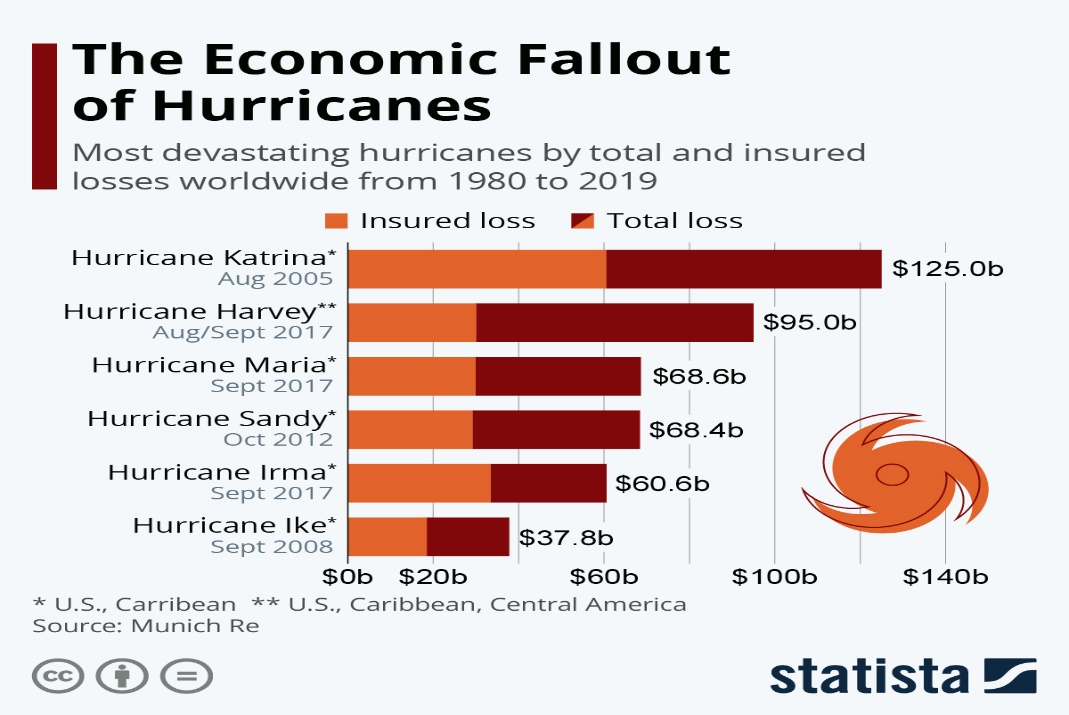 The Economic Fallout
of Hurricanes
Most devastating hurricanes by total and insured
losses worldwide from 1980 to 2019
Insured loss Total loss
Hurricane Katrina*
Aug 2005
$125.0b
Hurricane Harvey**
Aug/Sept 2017
$95.0b
Hurricane Maria*
Sept 2017
$68.6b
Hurricane Sandy*
Oct 2012
$68.4b
Hurricane Irma*
Sept 2017
$60.6b
Hurricane Ike*
Sept 2008
$37.8b
$0b $20b $60b $100b $140b
* U.S., Carribean ** U.S., Caribbean, Central America
Source: Munich Re
cc
statista